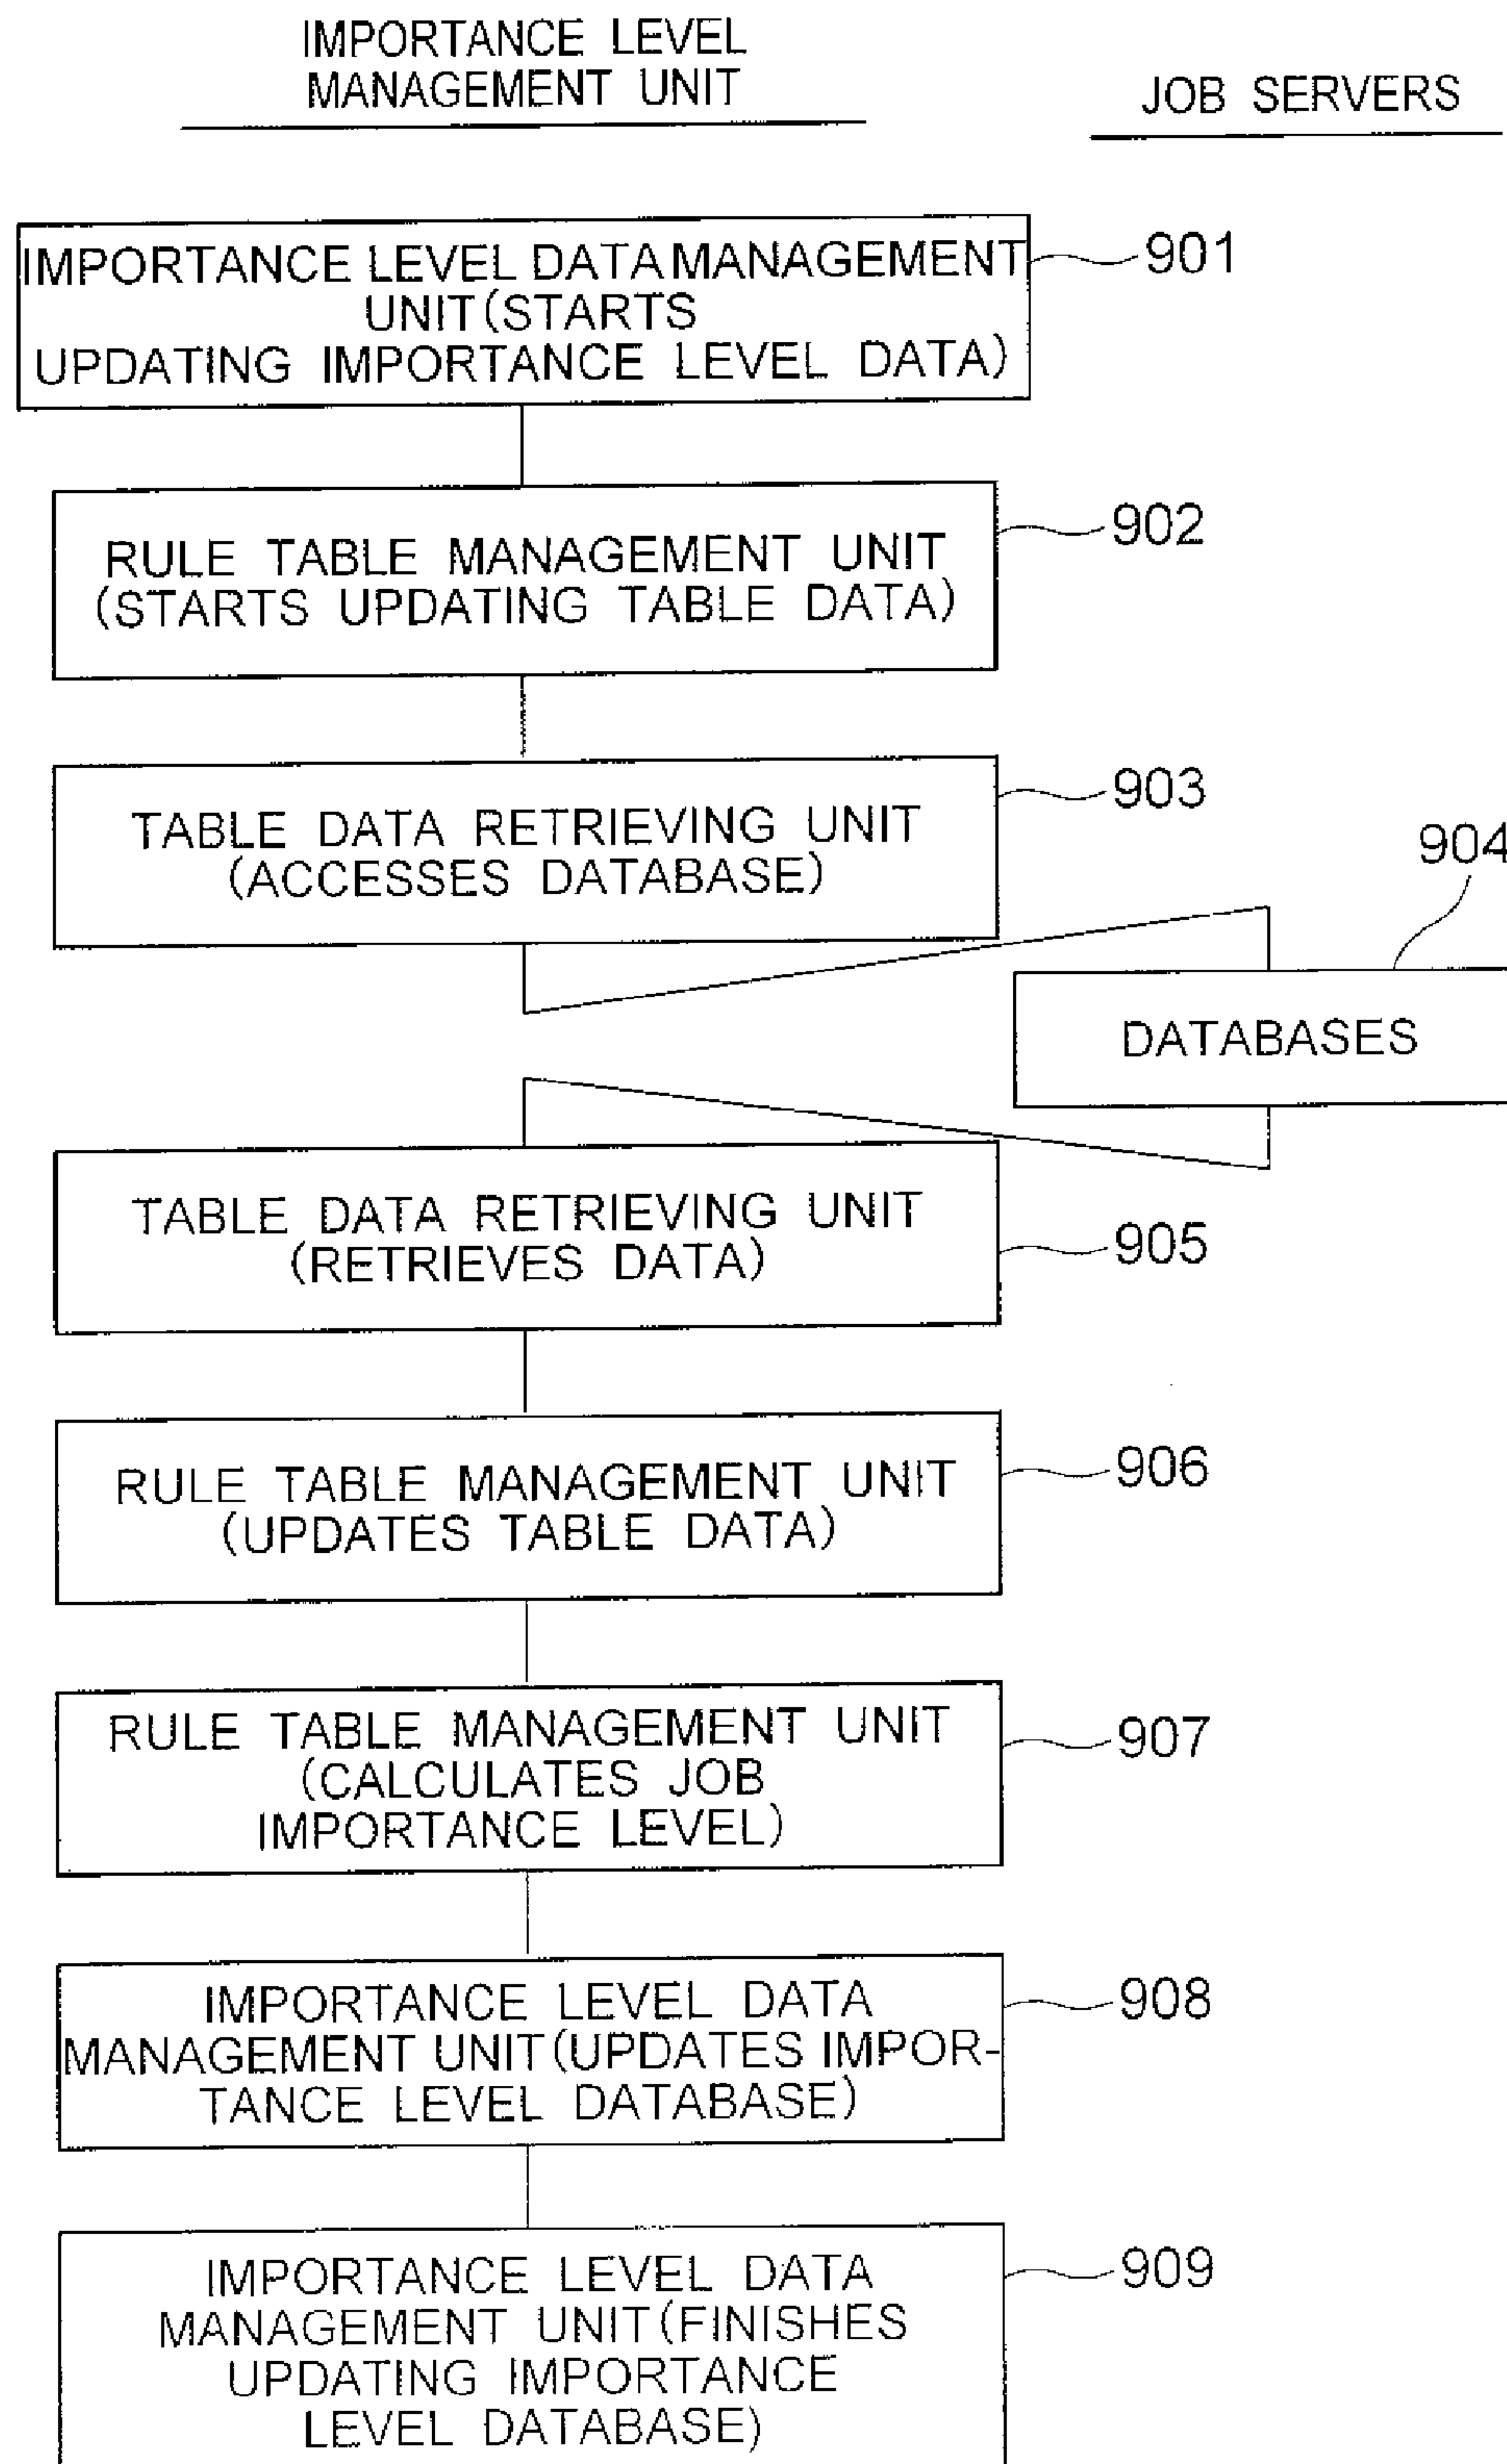 IMPORTANCE LEVEL
MANAGEMENT UNIT
JOB SERVERS
IMPORTANCE LEVEL DATA MANAGEMENT
UNIT(STARTS
UPDATING IMPORTANCE LEVEL DATA)
901
RULE TABLE MANAGEMENT UNIT
(STARTS UPDATING TABLE DATA)
902
TABLE DATA RETRIEVING UNIT
(ACCESSES DATABASE)
903
904
DATABASES
TABLE DATA RETRIEVING UNIT
(RETRIEVES DATA)
905
RULE TABLE MANAGEMENT UNIT
(UPDATES TABLE DATA)
906
RULE TABLE MANAGEMENT UNIT
(CALCULATES JOB
IMPORTANCE LEVEL)
907
IMPORTANCE LEVEL DATA
MANAGEMENT UNIT(UPDATES IMPOR-
TANCE LEVEL DATABASE)
908
IMPORTANCE LEVEL DATA
MANAGEMENT UNIT(FINISHES
UPDATING IMPORTANCE
LEVEL DATABASE)
909